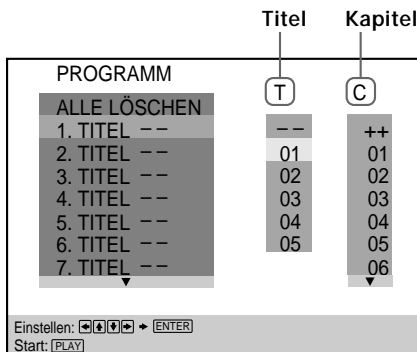 Titel Kapitel
PROGRAMM
T C
ALLE LÖSCHEN
1. TITEL – –
2. TITEL – –
3. TITEL – –
4. TITEL – –
5. TITEL – –
6. TITEL – –
7. TITEL – –
– –
01
02
03
04
05
++
01
02
03
04
05
06
Einstellen: ENTER
Start: PLAY